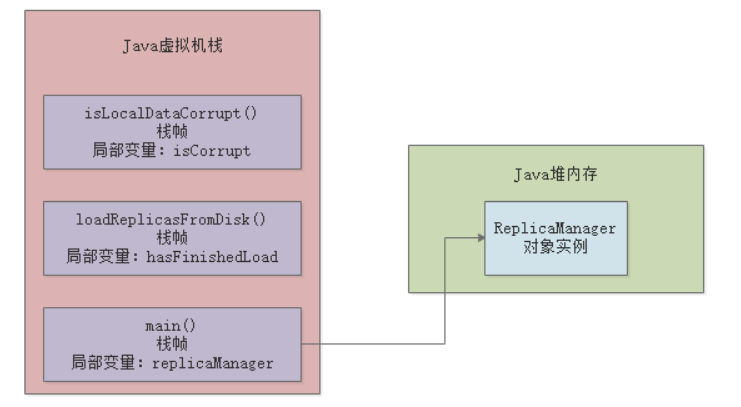 Java虚拟机栈
isLocalDataCorrupt()
栈帧
局部变量：isCorrupt
loadReplicasFromDisk()
栈帧
局部变量：hasFinishedLoad
main()
栈帧
局部变量：replicaManager
Java堆内存
ReplicaManager
对象实例